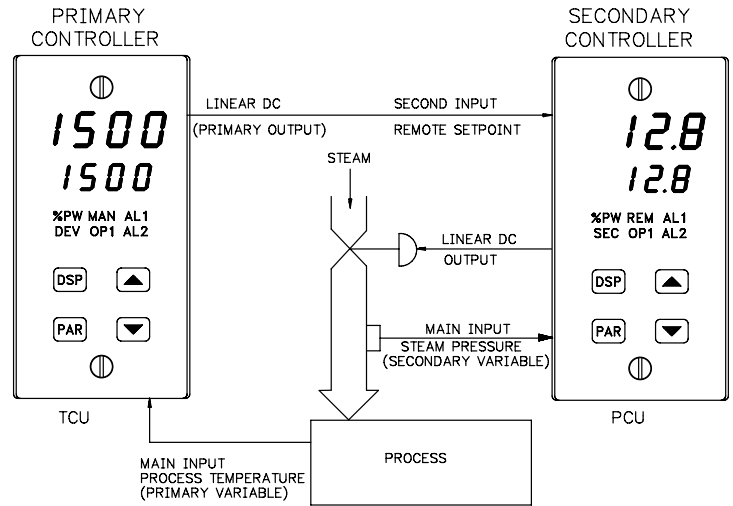 PRIMARY
CONTROLLER
SECONDARY
CONTROLLER
1500
1500
%PW MAN AL1
DEV OP1 AL2
DSP
PAR
TCU
LINEAR DC
(PRIMARY OUTPUT)
SECOND INPUT
REMOTE SETPOINT
STEAM
LINEAR DC
OUTPUT
MAIN INPUT
STEAM PRESSURE
(SECONDARY VARIABLE)
12.8
12.8
%PW REM AL1
SEC OP1 AL2
DSP
PAR
PCU
MAIN INPUT
PROCESS TEMPERATURE
(PRIMARY VARIABLE)
PROCESS